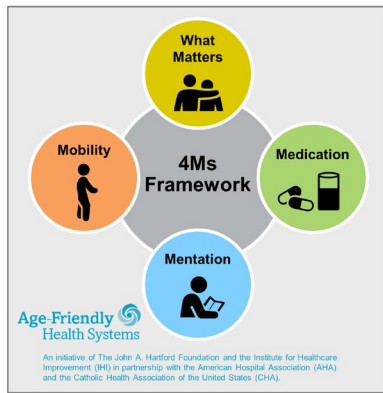 What
Matters
Mobility
4Ms
Framework
Medication
Mentation
Age-Friendly
Health Systems
An initiative of The John A. Hartford Foundation and the Institute for Healthcare
Improvement (IHI) in partnership with the American Hospital Association (AHA)
and the Catholic Health Association of the United States (CHA).